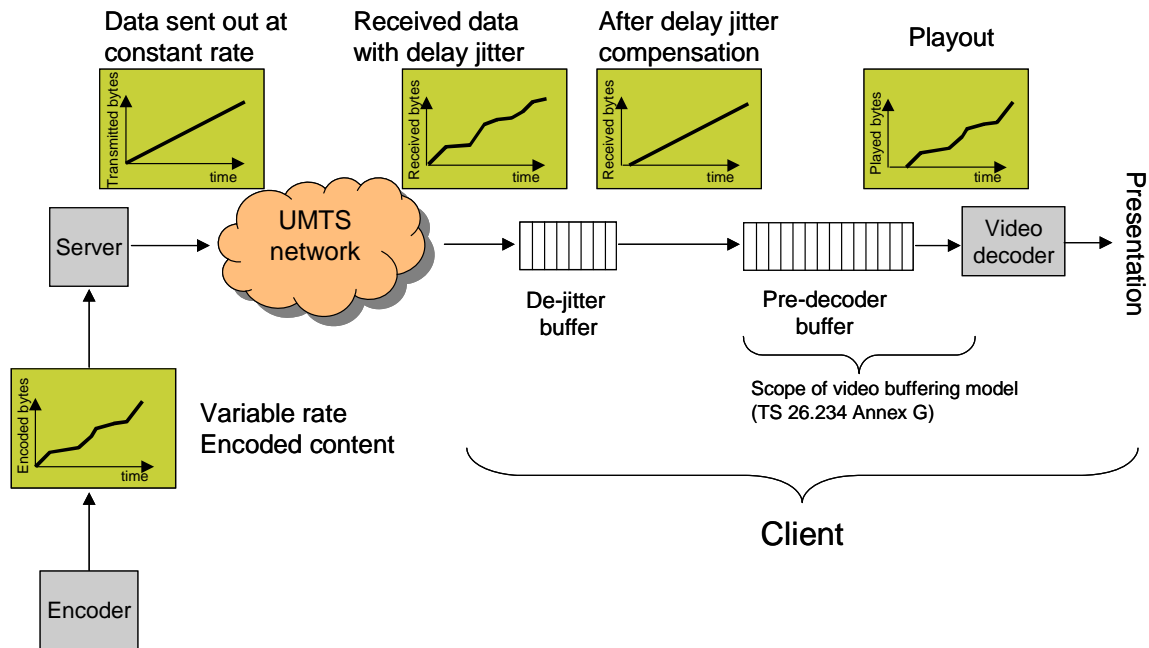 Data sent out at
constant rate
Received data
with delay jitter
After delay jitter
compensation
Playout
Transmitted bytes
time
Received bytes
time
Received bytes
time
Played bytes
time
Server
UMTS
network
De-jitter
buffer
Pre-decoder
buffer
Video
decoder
Presentation
Scope of video buffering model
(TS 26.234 Annex G)
Encoded bytes
time
Variable rate
Encoded content
Client
Encoder